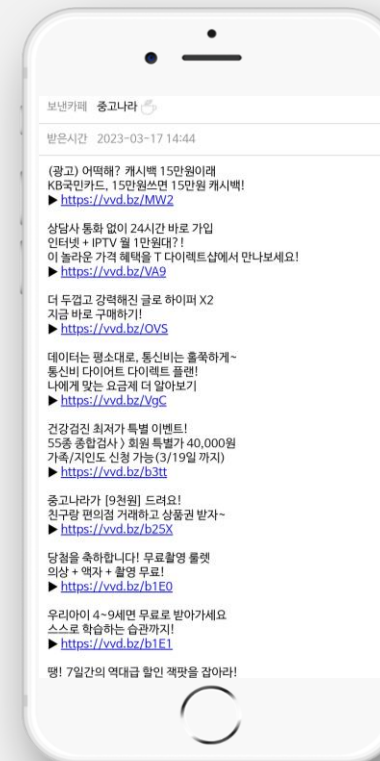 보낸카페 중고나라
받은시간 2023-03-17 14:44
(광고) 어떡해? 캐시백 15만원이래
KB국민카드, 15만원쓰면 15만원 캐시백!
▶ https://vvd.bz/MW2
상담사 통화 없이 24시간 바로 가입
인터넷 + IPTV 월 1만원대?!
이 놀라운 가격 혜택을 T 다이렉트샵에서 만나보세요!
▶ https://vvd.bz/VA9
더 두껍고 강력해진 글로 하이퍼 X2
지금 바로 구매하기!
▶ https://vvd.bz/OVS
데이터는 평소대로, 통신비는 홀쭉하게~
통신비 다이어트 다이렉트 플랜!
나에게 맞는 요금제 더 알아보기
▶ https://vvd.bz/VgC
건강검진 최저가 특별 이벤트!
55종 종합검사 > 회원 특별가 40,000원
가족/지인도 신청 가능(3/19일 까지)
▶ https://vvd.bz/b3tt
중고나라가 [9천원] 드려요!
친구랑 편의점 거래하고 상품권 받자~
▶ https://vvd.bz/b25X
당첨을 축하합니다! 무료촬영 룰렛
의상 + 액자 + 촬영 무료!
▶ https://vvd.bz/b1E0
우리아이 4~9세면 무료로 받아가세요
스스로 학습하는 습관까지!
▶ https://vvd.bz/b1E1
땡! 7일간의 역대급 할인 잭팟을 잡아라!